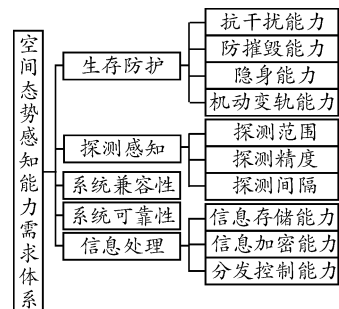 空间态势感知能力需求体系
生存防护
抗干扰能力
防摧毁能力
隐身能力
机动变轨能力
探测感知
探测范围
探测精度
探测间隔
系统兼容性
系统可靠性
信息处理
信息存储能力
信息加密能力
分发控制能力